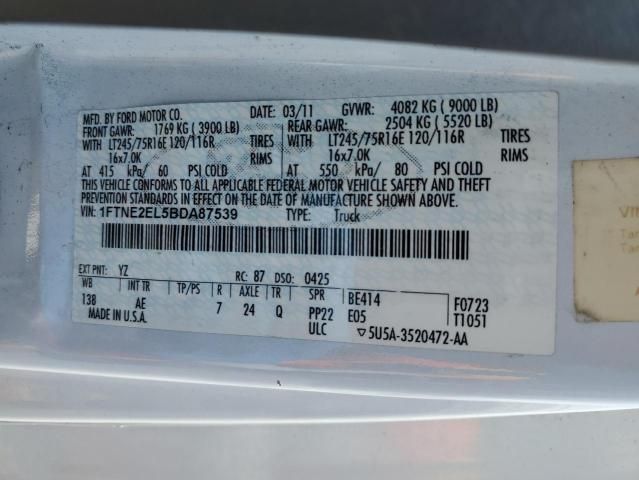 MFD. BY FORD MOTOR CO. DATE: 03/11 GVWR: 4082 KG ( 9000 LB)
FRONT GAWR: 1769 KG ( 3900 LB) REAR GAWR: 2504 KG ( 5520 LB)
WITH LT245/75R16E 120/116R TIRES WITH LT245/75R16E 120/116R TIRES
16x7.0K RIMS 16x7.0K RIMS
AT 415 kPa/ 60 PSI COLD AT 550 kPa/ 80 PSI COLD
THIS VEHICLE CONFORMS TO ALL APPLICABLE FEDERAL MOTOR VEHICLE SAFETY AND THEFT
PREVENTION STANDARDS IN EFFECT ON THE DATE OF MANUFACTURE SHOWN ABOVE.
VIN: 1FTNE2EL5BDA87539 TYPE: Truck
EXT PNT: YZ RC: 87 DSO: 0425
WB INT TR TP/PS R AXLE TR SPR BE414 F0723
138 AE 7 24 Q PP22 E05 T1051
MADE IN U.S.A. ULC ▽5U5A-3520472-AA
VIN